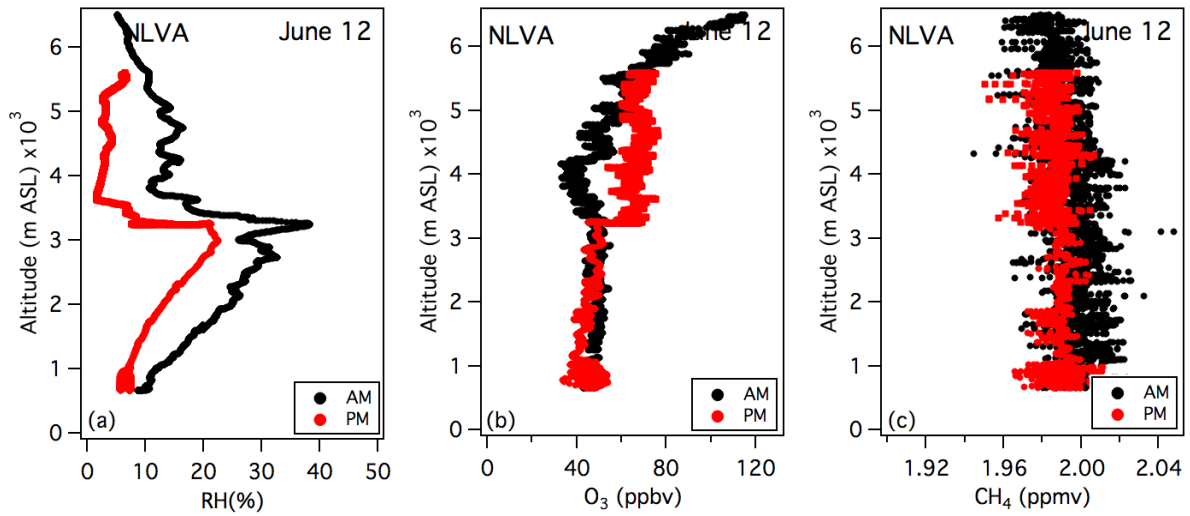 NLVA June 12
Altitude (m ASL) x10³
6
5
4
3
2
1
0
0 10 20 30 40 50
RH(%)
(a)
AM
PM
NLVA June 12
Altitude (m ASL) x10³
6
5
4
3
2
1
0
0 40 80 120
O₃ (ppbv)
(b)
AM
PM
NLVA June 12
Altitude (m ASL) x10³
6
5
4
3
2
1
0
1.92 1.96 2.00 2.04
CH₄ (ppmv)
(c)
AM
PM